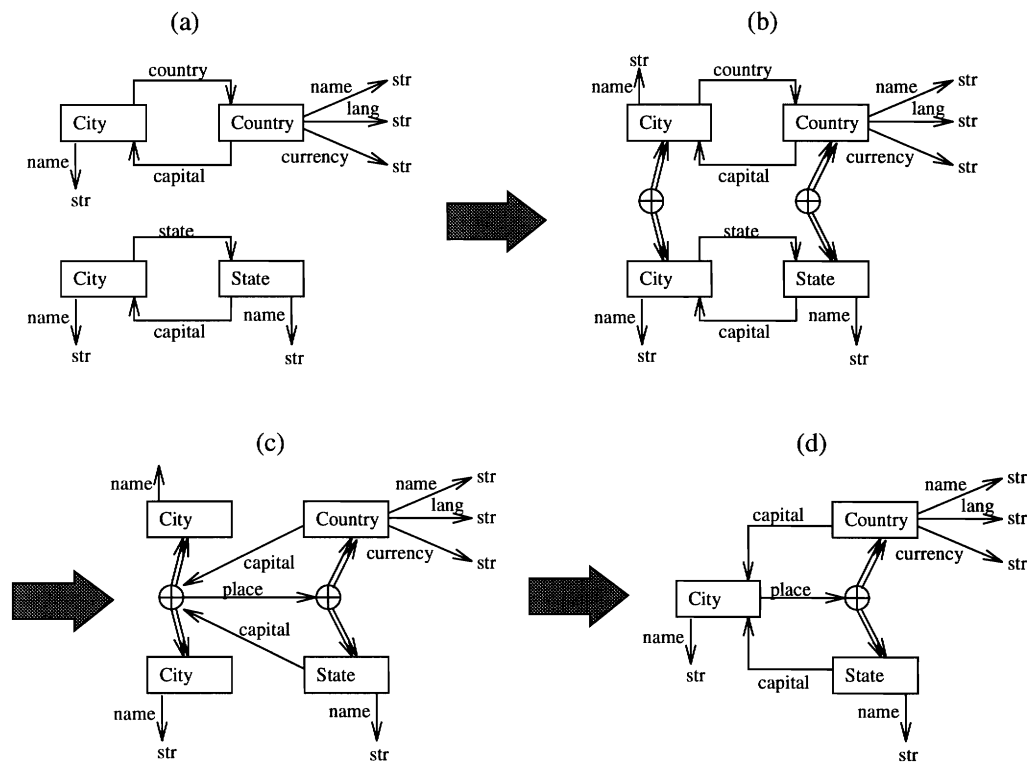 (a)
country
name
str
lang
str
City
Country
name
capital
currency
str
str
state
City
State
name
capital
name
str
str
(b)
str
country
name
str
name
lang
str
City
Country
capital
currency
str
state
City
State
name
capital
name
str
str
(c)
name
name
str
lang
str
City
Country
currency
str
capital
place
capital
City
State
name
name
str
str
(d)
name
str
capital
lang
str
Country
currency
str
City
place
name
str
capital
State
name
str